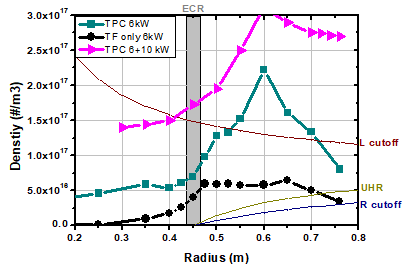 ECR
3.0x10¹⁷
2.5x10¹⁷
2.0x10¹⁷
1.5x10¹⁷
1.0x10¹⁷
5.0x10¹⁶
0.0
Denstiy (#/m3)
TPC 6kW
TF only 6kW
TPC 6+10 kW
L cutoff
UHR
R cutoff
0.2 0.3 0.4 0.5 0.6 0.7 0.8
Radius (m)